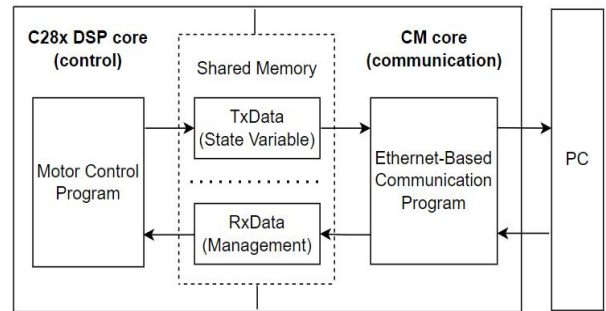 C28x DSP core
(control)
Shared Memory
CM core
(communication)
Motor Control
Program
TxData
(State Variable)
RxData
(Management)
Ethernet-Based
Communication
Program
PC